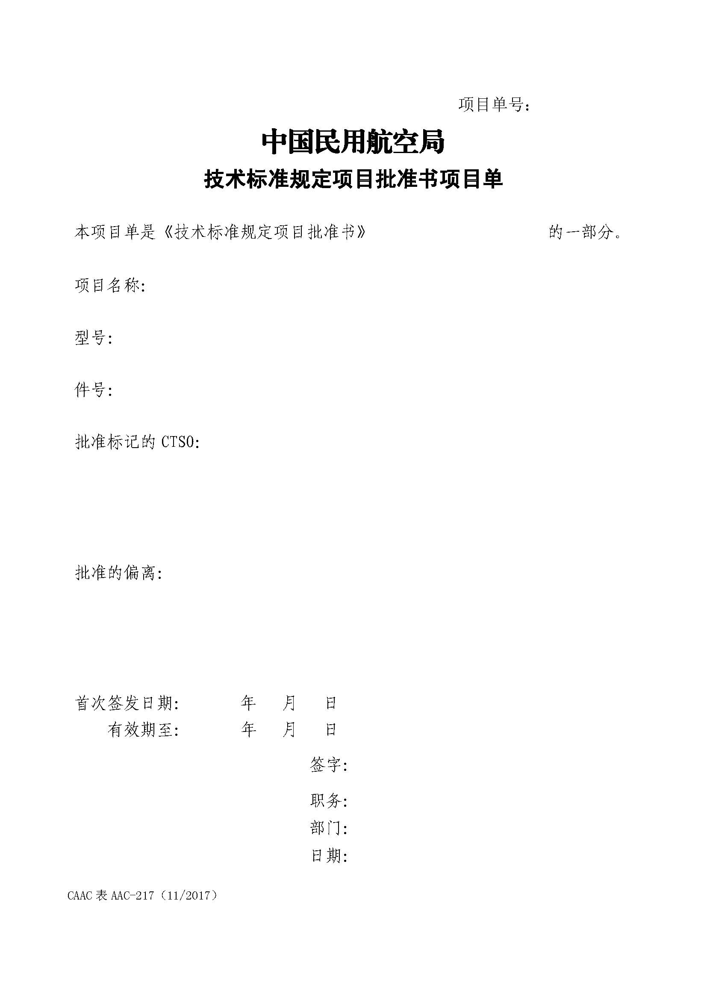 项目单号:
中国民用航空局
技术标准规定项目批准书项目单
本项目单是《技术标准规定项目批准书》 的一部分。
项目名称:
型号:
件号:
批准标记的 CTSO:
批准的偏离:
首次签发日期: 年 月 日
有效期至: 年 月 日
签字:
职务:
部门:
日期:
CAAC 表 AAC-217（11/2017）